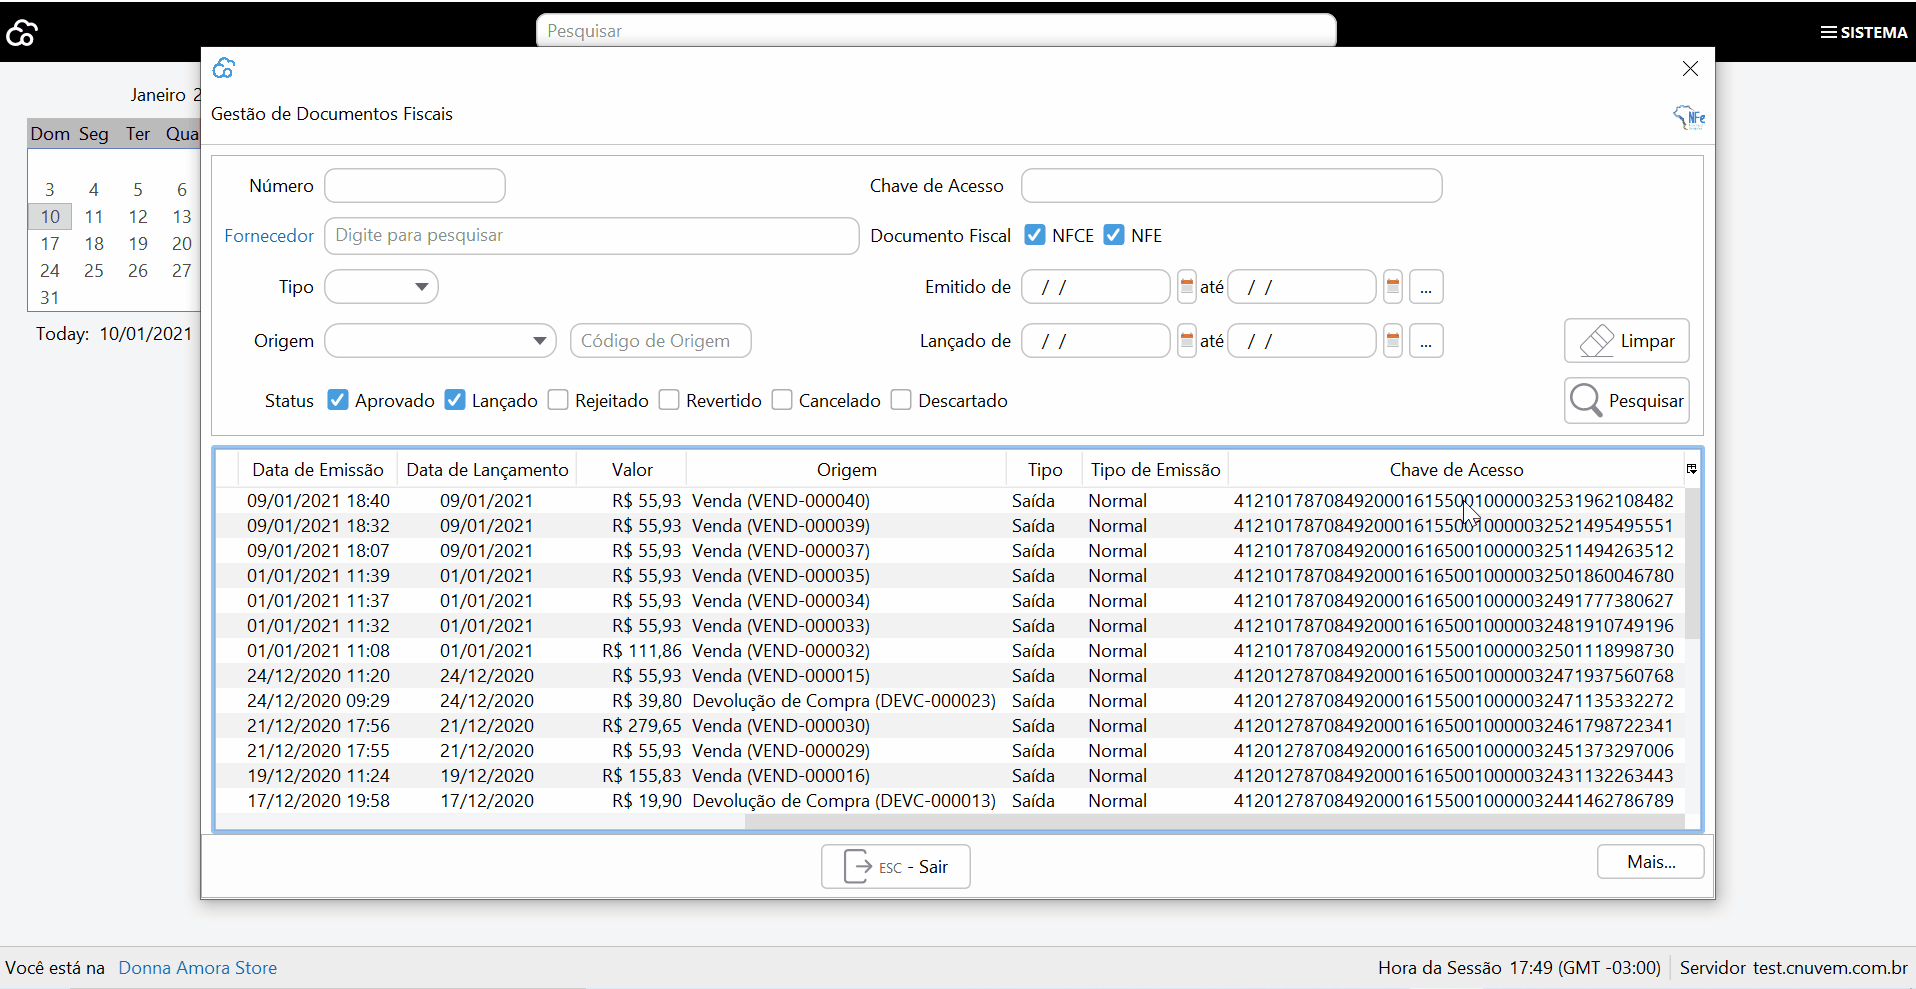 Pesquisar
SISTEMA
Janeiro 2
Dom Seg Ter Qua
3 4 5 6
10 11 12 13
17 18 19 20
24 25 26 27
31
Today: 10/01/2021
Gestão de Documentos Fiscais
NFe
Número
Chave de Acesso
Fornecedor Digite para pesquisar
Documento Fiscal NFCE NFE
Tipo
Emitido de / / até / / ...
Origem Código de Origem
Lançado de / / até / / ...
Limpar
Status Aprovado Lançado Rejeitado Revertido Cancelado Descartado
Pesquisar
Data de Emissão Data de Lançamento Valor Origem Tipo Tipo de Emissão Chave de Acesso
09/01/2021 18:40 09/01/2021 R$ 55,93 Venda (VEND-000040) Saída Normal 41210178708492000161550010000032531962108482
09/01/2021 18:32 09/01/2021 R$ 55,93 Venda (VEND-000039) Saída Normal 41210178708492000161550010000032521495495551
09/01/2021 18:07 09/01/2021 R$ 55,93 Venda (VEND-000037) Saída Normal 41210178708492000161650010000032511494263512
01/01/2021 11:39 01/01/2021 R$ 55,93 Venda (VEND-000035) Saída Normal 41210178708492000161650010000032501860046780
01/01/2021 11:37 01/01/2021 R$ 55,93 Venda (VEND-000034) Saída Normal 41210178708492000161650010000032491777380627
01/01/2021 11:32 01/01/2021 R$ 55,93 Venda (VEND-000033) Saída Normal 41210178708492000161650010000032481910749196
01/01/2021 11:08 01/01/2021 R$ 111,86 Venda (VEND-000032) Saída Normal 41210178708492000161550010000032501118998730
24/12/2020 11:20 24/12/2020 R$ 55,93 Venda (VEND-000015) Saída Normal 41201278708492000161650010000032471937560768
24/12/2020 09:29 24/12/2020 R$ 39,80 Devolução de Compra (DEVC-000023) Saída Normal 41201278708492000161550010000032471135332272
21/12/2020 17:56 21/12/2020 R$ 279,65 Venda (VEND-000030) Saída Normal 41201278708492000161650010000032461798722341
21/12/2020 17:55 21/12/2020 R$ 55,93 Venda (VEND-000029) Saída Normal 41201278708492000161650010000032451373297006
19/12/2020 11:24 19/12/2020 R$ 155,83 Venda (VEND-000016) Saída Normal 41201278708492000161650010000032431132263443
17/12/2020 19:58 17/12/2020 R$ 19,90 Devolução de Compra (DEVC-000013) Saída Normal 41201278708492000161550010000032441462786789
ESC - Sair
Mais...
Você está na Donna Amora Store
Hora da Sessão 17:49 (GMT -03:00) Servidor test.cnuvem.com.br